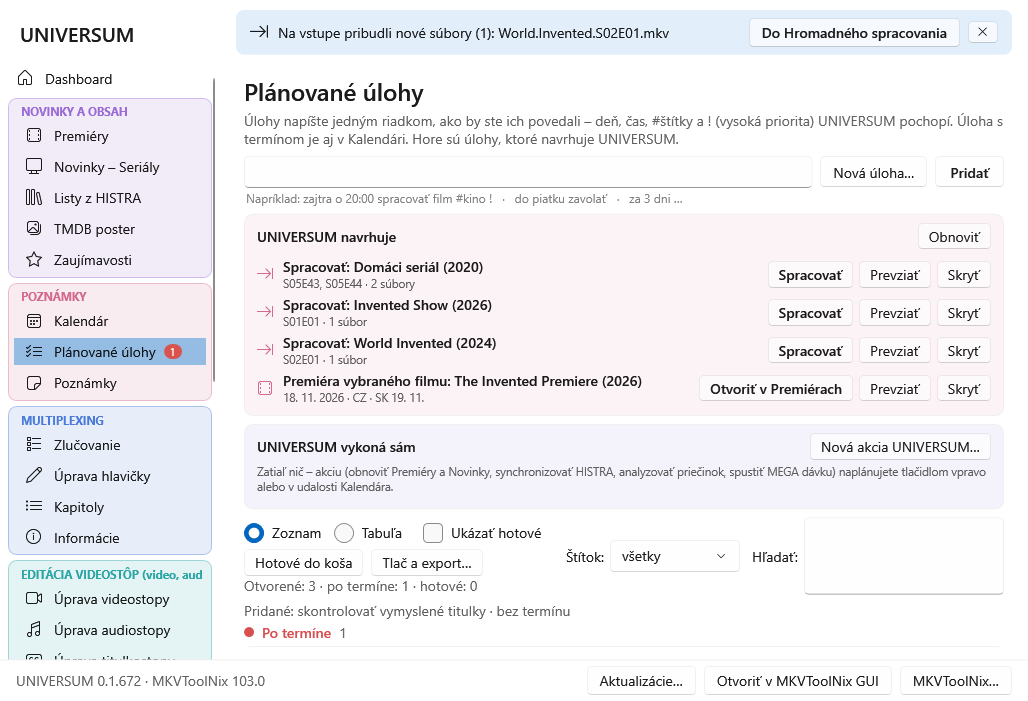 UNIVERSUM
Dashboard
NOVINKY A OBSAH
Premiéry
Novinky – Seriály
Listy z HISTRA
TMDB poster
Zaujímavosti
POZNÁMKY
Kalendár
Plánované úlohy 1
Poznámky
MULTIPLEXING
Zlučovanie
Úprava hlavičky
Kapitoly
Informácie
EDITÁCIA VIDEOSTÔP (video, aud
Úprava videostopy
Úprava audiostopy
Na vstupe pribudli nové súbory (1): World.Invented.S02E01.mkv
Do Hromadného spracovania
Plánované úlohy
Úlohy napíšte jedným riadkom, ako by ste ich povedali – deň, čas, #štítky a ! (vysoká priorita) UNIVERSUM pochopí. Úloha s
termínom je aj v Kalendári. Hore sú úlohy, ktoré navrhuje UNIVERSUM.
Nová úloha...
Pridať
Napríklad: zajtra o 20:00 spracovať film #kino ! · do piatku zavolať · za 3 dni ...
UNIVERSUM navrhuje
Obnoviť
Spracovať: Domáci seriál (2020)
S05E43, S05E44 · 2 súbory
Spracovať Prevziať Skryť
Spracovať: Invented Show (2026)
S01E01 · 1 súbor
Spracovať Prevziať Skryť
Spracovať: World Invented (2024)
S02E01 · 1 súbor
Spracovať Prevziať Skryť
Premiéra vybraného filmu: The Invented Premiere (2026)
18. 11. 2026 · CZ · SK 19. 11.
Otvoriť v Premiérach Prevziať Skryť
UNIVERSUM vykoná sám
Nová akcia UNIVERSUM...
Zatiaľ nič – akciu (obnoviť Premiéry a Novinky, synchronizovať HISTRA, analyzovať priečinok, spustiť MEGA dávku) naplánujete tlačidlom vpravo
alebo v udalosti Kalendára.
Zoznam Tabuľa Ukázať hotové
Hotové do koša Tlač a export...
Štítok: všetky Hľadať:
Otvorené: 3 · po termíne: 1 · hotové: 0
Pridané: skontrolovať vymyslené titulky · bez termínu
Po termíne 1
UNIVERSUM 0.1.672 · MKVToolNix 103.0
Aktualizácie... Otvoriť v MKVToolNix GUI MKVToolNix...